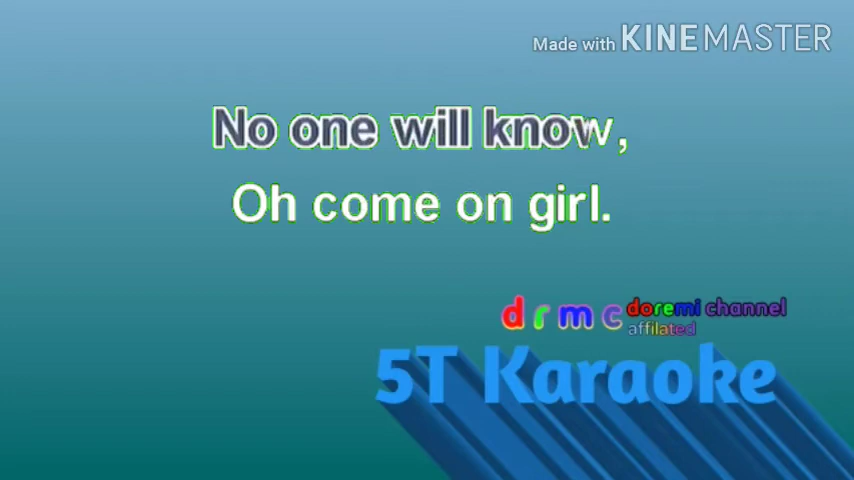 Made with KINEMASTER
No one will know,
Oh come on girl.
d r m c doremi channel
affilated
5T Karaoke